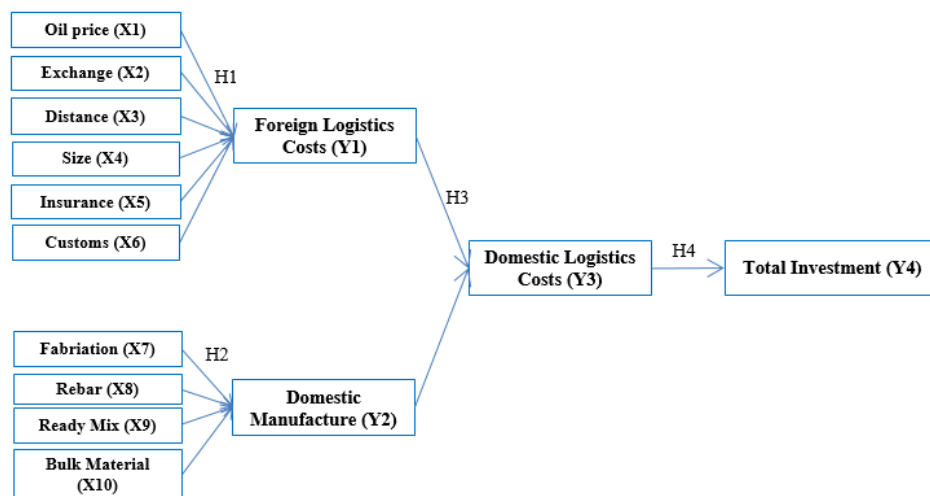 Oil price (X1)
Exchange (X2)
H1
Distance (X3)
Foreign Logistics
Costs (Y1)
Size (X4)
Insurance (X5)
H3
Customs (X6)
Domestic Logistics
Costs (Y3)
H4
Total Investment (Y4)
Fabriation (X7)
H2
Rebar (X8)
Domestic
Manufacture (Y2)
Ready Mix (X9)
Bulk Material
(X10)